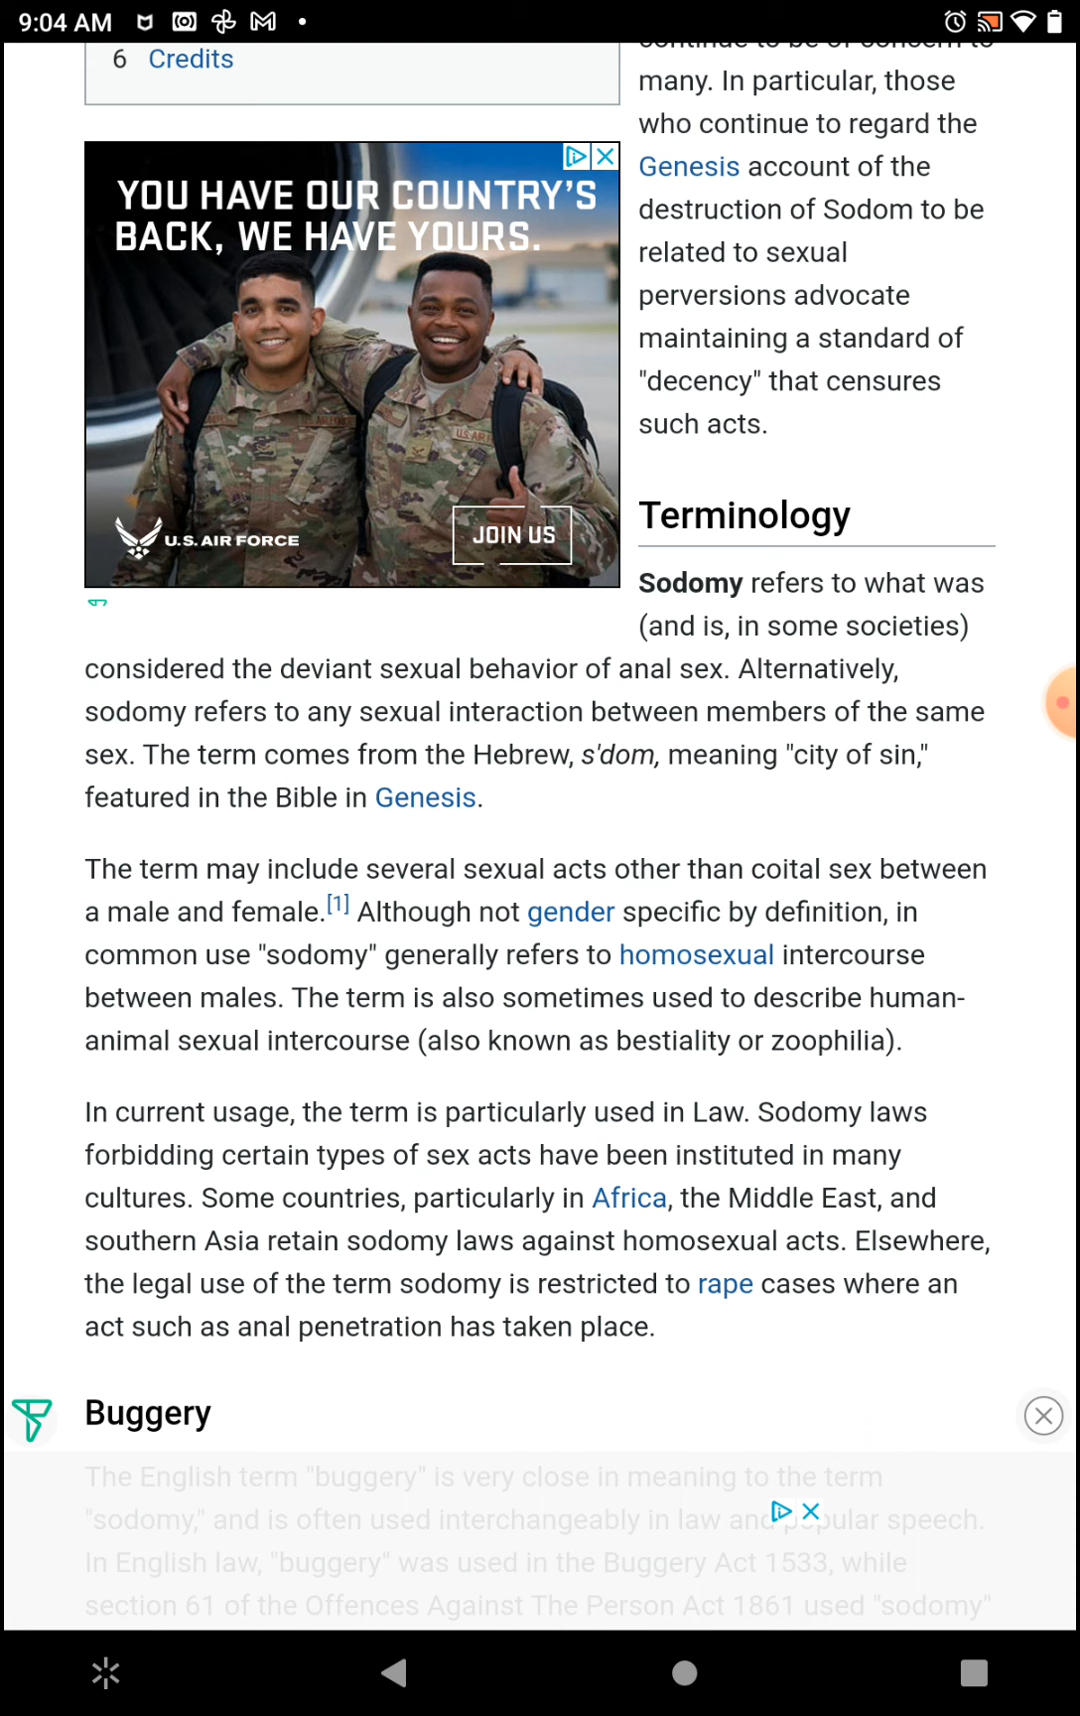 9:04 AM
6 Credits
continue to be of concern to
many. In particular, those
who continue to regard the
Genesis account of the
destruction of Sodom to be
related to sexual
perversions advocate
maintaining a standard of
"decency" that censures
such acts.
YOU HAVE OUR COUNTRY'S
BACK, WE HAVE YOURS.
U.S. AIR
U.S. AIR FORCE
JOIN US
Terminology
Sodomy refers to what was
(and is, in some societies)
considered the deviant sexual behavior of anal sex. Alternatively,
sodomy refers to any sexual interaction between members of the same
sex. The term comes from the Hebrew, s'dom, meaning "city of sin,"
featured in the Bible in Genesis.
The term may include several sexual acts other than coital sex between
a male and female.[1] Although not gender specific by definition, in
common use "sodomy" generally refers to homosexual intercourse
between males. The term is also sometimes used to describe human-
animal sexual intercourse (also known as bestiality or zoophilia).
In current usage, the term is particularly used in Law. Sodomy laws
forbidding certain types of sex acts have been instituted in many
cultures. Some countries, particularly in Africa, the Middle East, and
southern Asia retain sodomy laws against homosexual acts. Elsewhere,
the legal use of the term sodomy is restricted to rape cases where an
act such as anal penetration has taken place.
Buggery
The English term "buggery" is very close in meaning to the term
"sodomy," and is often used interchangeably in law and popular speech.
In English law, "buggery" was used in the Buggery Act 1533, while
section 61 of the Offences Against The Person Act 1861 used "sodomy"